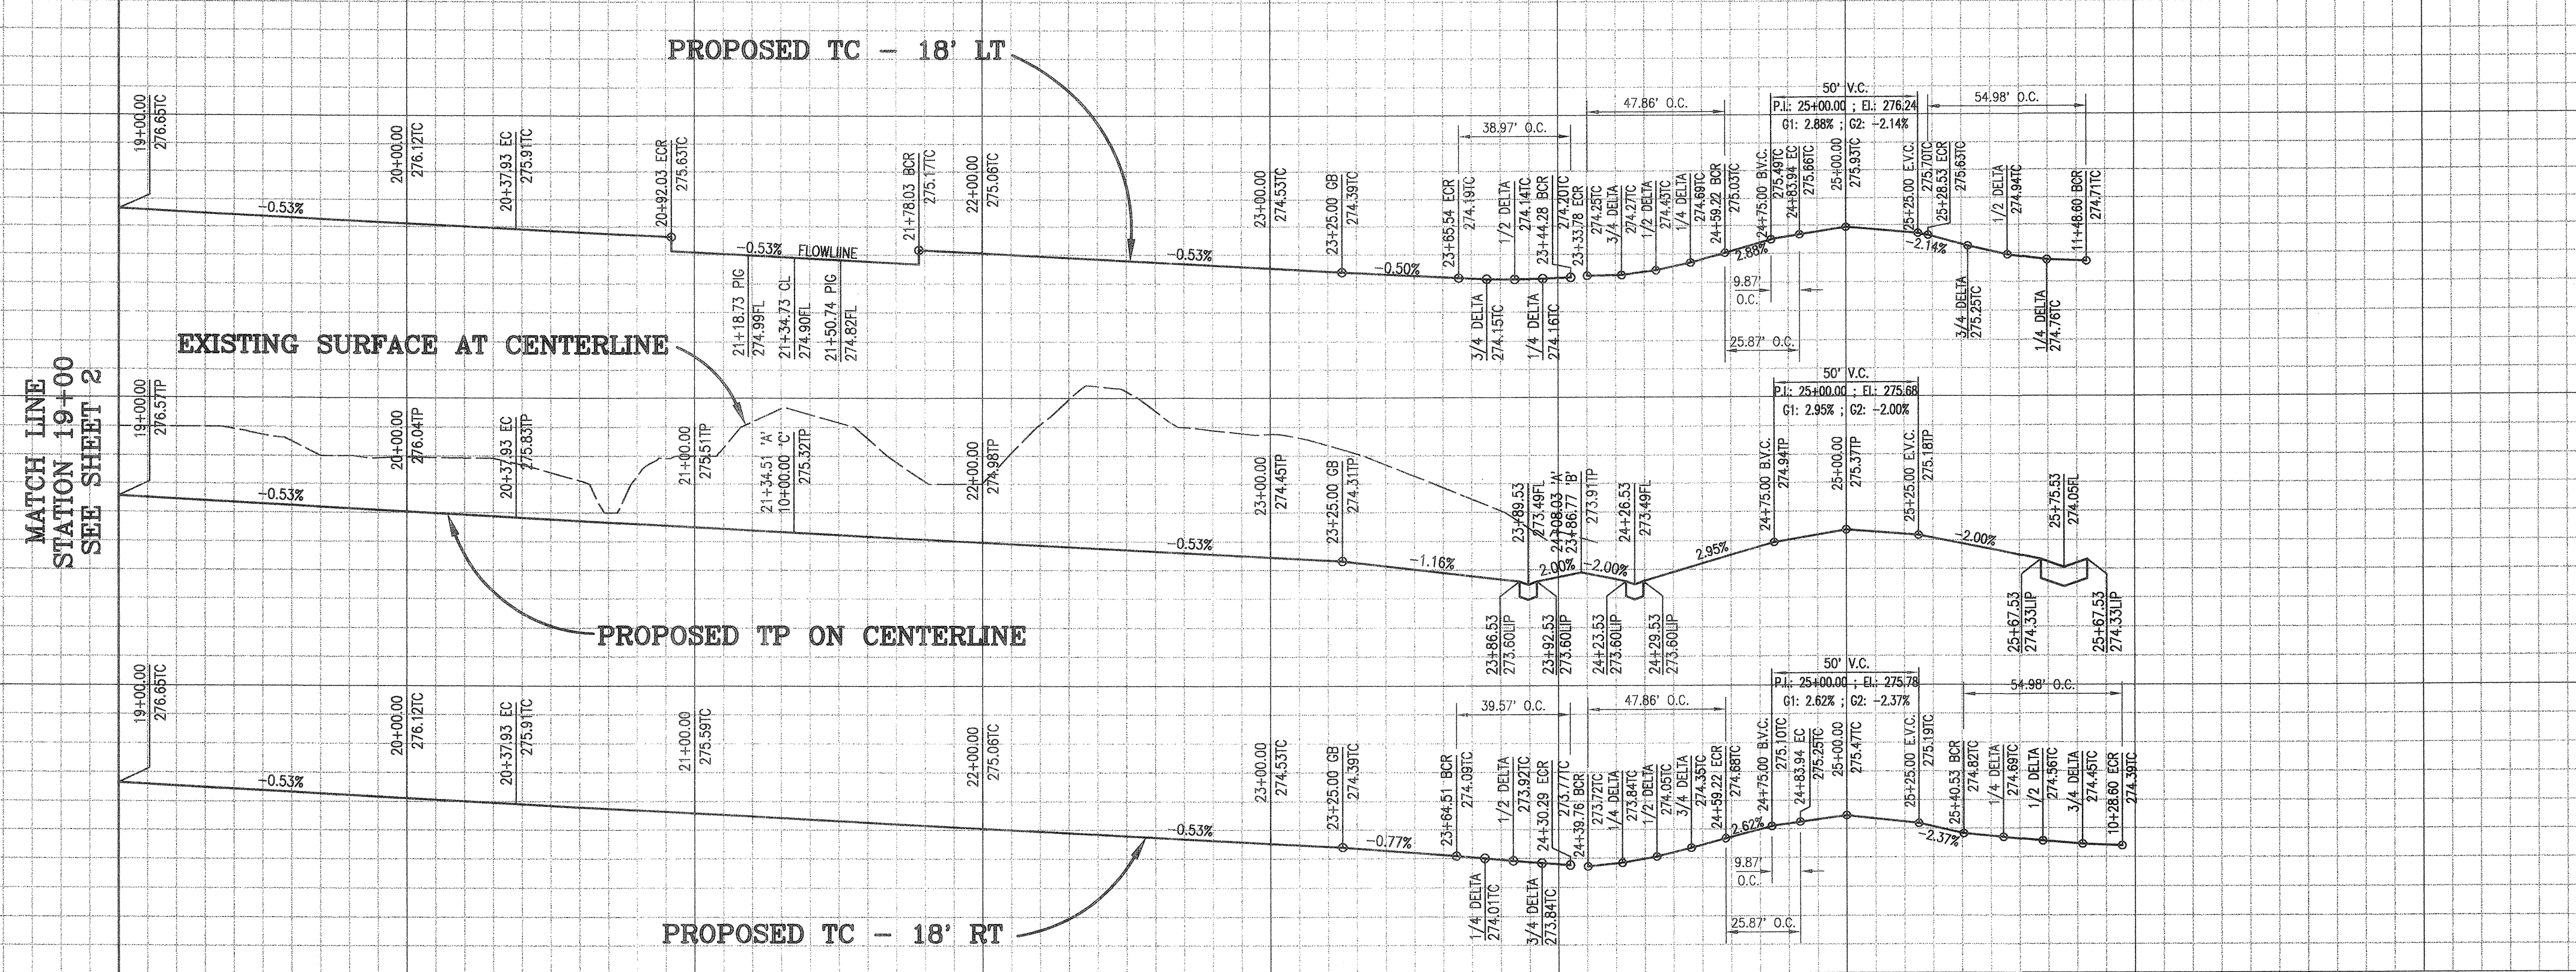 PROPOSED TC - 18' LT
19+00.00
276.65TC
20+00.00
276.12TC
20+37.93 EC
275.91TC
20+92.03 ECR
275.63TC
21+78.03 BCR
275.17TC
22+00.00
275.06TC
23+00.00
274.53TC
23+25.00 GB
274.39TC
38.97' O.C.
23+65.54 ECR
274.19TC
1/2 DELTA
274.14TC
23+44.28 BCR
274.20TC
47.86' O.C.
23+33.78 ECR
274.25TC
3/4 DELTA
274.27TC
1/2 DELTA
274.43TC
1/4 DELTA
274.69TC
24+59.22 BCR
275.03TC
50' V.C.
P.I.: 25+00.00 ; El.: 276.24
G1: 2.88% ; G2: -2.14%
24+75.00 B.V.C.
275.49TC
24+83.94 EC
275.66TC
25+00.00
275.93TC
25+25.00 E.V.C.
275.70TC
25+28.53 ECR
275.63TC
54.98' O.C.
1/2 DELTA
274.94TC
11+48.60 BCR
274.71TC
-0.53%
-0.53%
FLOWLIINE
-0.53%
-0.50%
2.88%
-2.14%
21+18.73 PIG
274.99FL
21+34.73 CL
274.90FL
21+50.74 PIG
274.82FL
3/4 DELTA
274.15TC
1/4 DELTA
274.16TC
9.87'
O.C.
25.87' O.C.
3/4 DELTA
275.25TC
1/4 DELTA
274.76TC
EXISTING SURFACE AT CENTERLINE
MATCH LINE
STATION 19+00
SEE SHEET 2
19+00.00
276.57TP
20+00.00
276.04TP
20+37.93 EC
275.83TP
21+00.00
275.51TP
21+34.51 'A'
10+00.00 'C'
275.32TP
22+00.00
274.98TP
23+00.00
274.45TP
23+25.00 GB
274.31TP
23+89.53
273.49FL
24+08.03 'A'
23+86.77 'B'
273.91TP
24+26.53
273.49FL
50' V.C.
P.I.: 25+00.00 ; El.: 275.68
G1: 2.95% ; G2: -2.00%
24+75.00 B.V.C.
274.94TP
25+00.00
275.37TP
25+25.00 E.V.C.
275.18TP
25+75.53
274.05FL
-0.53%
-0.53%
-1.16%
2.00%
-2.00%
2.95%
-2.00%
23+86.53
273.60LIP
23+92.53
273.60LIP
24+23.53
273.60LIP
24+29.53
273.60LIP
25+67.53
274.33LIP
25+67.53
274.33LIP
PROPOSED TP ON CENTERLINE
19+00.00
276.65TC
20+00.00
276.12TC
20+37.93 EC
275.91TC
21+00.00
275.59TC
22+00.00
275.06TC
23+00.00
274.53TC
23+25.00 GB
274.39TC
39.57' O.C.
23+64.51 BCR
274.09TC
1/2 DELTA
273.92TC
24+30.29 ECR
273.77TC
47.86' O.C.
24+39.76 BCR
273.72TC
1/4 DELTA
273.84TC
1/2 DELTA
274.05TC
3/4 DELTA
274.35TC
24+59.22 ECR
274.68TC
50' V.C.
P.I.: 25+00.00 ; El.: 275.78
G1: 2.62% ; G2: -2.37%
24+75.00 B.V.C.
275.10TC
24+83.94 EC
275.25TC
25+00.00
275.47TC
25+25.00 E.V.C.
275.19TC
54.98' O.C.
25+40.53 BCR
274.82TC
1/4 DELTA
274.69TC
1/2 DELTA
274.56TC
3/4 DELTA
274.45TC
10+28.60 ECR
274.39TC
-0.53%
-0.53%
-0.77%
2.62%
-2.37%
1/4 DELTA
274.01TC
3/4 DELTA
273.84TC
9.87'
O.C.
25.87' O.C.
PROPOSED TC - 18' RT